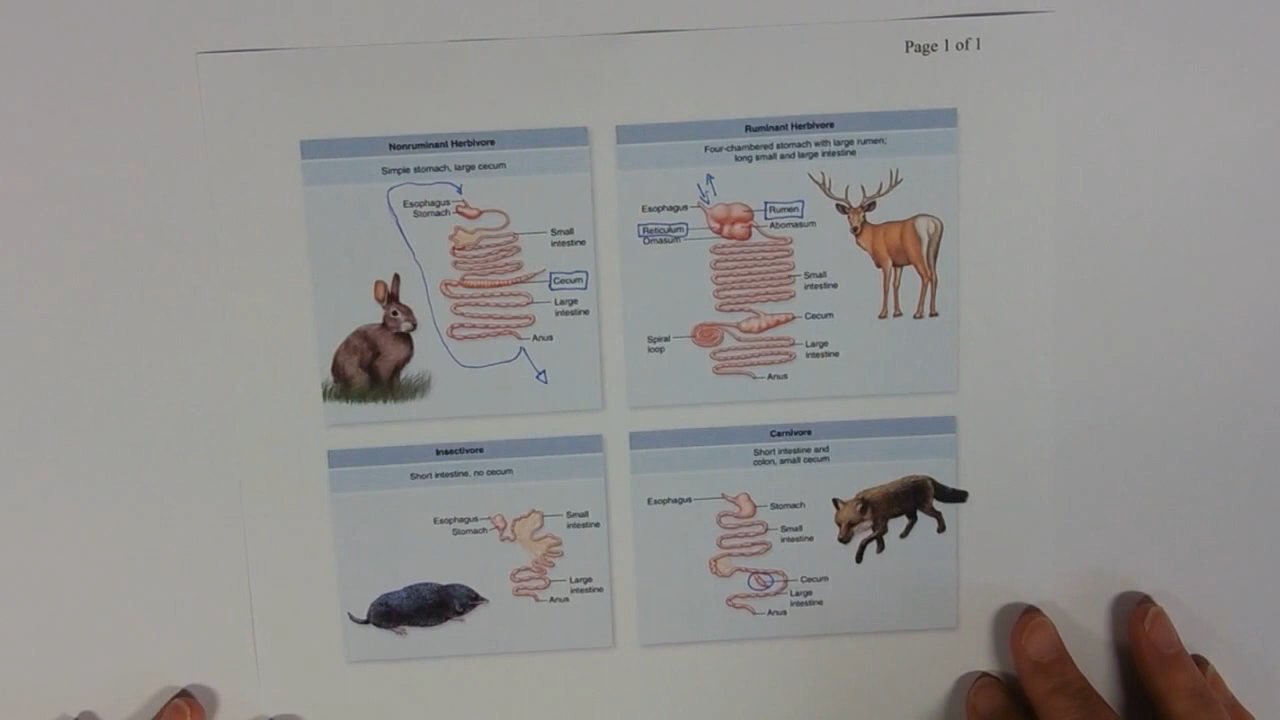 Page 1 of 1
Nonruminant Herbivore
Simple stomach, large cecum
Esophagus
Stomach
Small
intestine
Cecum
Large
intestine
Anus
Ruminant Herbivore
Four-chambered stomach with large rumen;
long small and large intestine
Esophagus
Rumen
Reticulum
Abomasum
Omasum
Small
intestine
Cecum
Spiral
loop
Large
intestine
Anus
Insectivore
Short intestine, no cecum
Esophagus
Stomach
Small
intestine
Large
intestine
Anus
Carnivore
Short intestine and
colon, small cecum
Esophagus
Stomach
Small
intestine
Cecum
Large
intestine
Anus